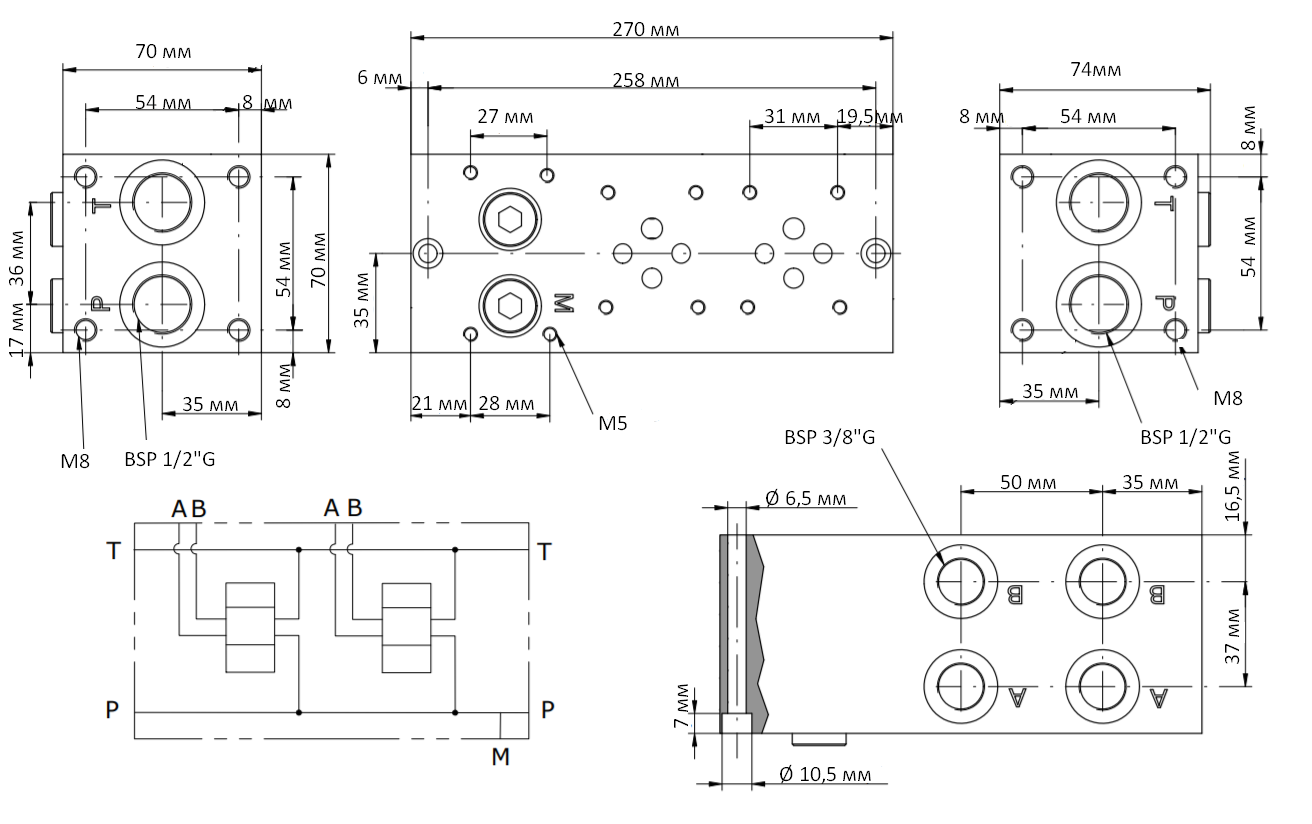 70 мм
54 мм
8 мм
T
P
36 мм
17 мм
54 мм
70 мм
8 мм
35 мм
M8
BSP 1/2"G
270 мм
6 мм
258 мм
27 мм
31 мм
19,5мм
M
35 мм
21 мм
28 мм
M5
74мм
8 мм
54 мм
8 мм
T
P
54 мм
35 мм
M8
BSP 1/2"G
A B
A B
T
T
P
P
M
BSP 3/8"G
50 мм
35 мм
16,5 мм
Ø 6,5 мм
B
B
37 мм
A
A
7 мм
Ø 10,5 мм